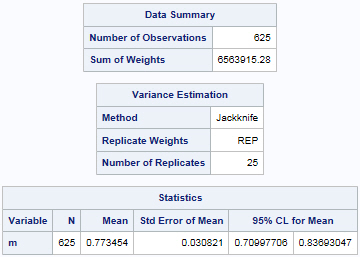 Data Summary
Number of Observations 625
Sum of Weights 6563915.28
Variance Estimation
Method Jackknife
Replicate Weights REP
Number of Replicates 25
Statistics
Variable N Mean Std Error of Mean 95% CL for Mean
m 625 0.773454 0.030821 0.70997706 0.83693047